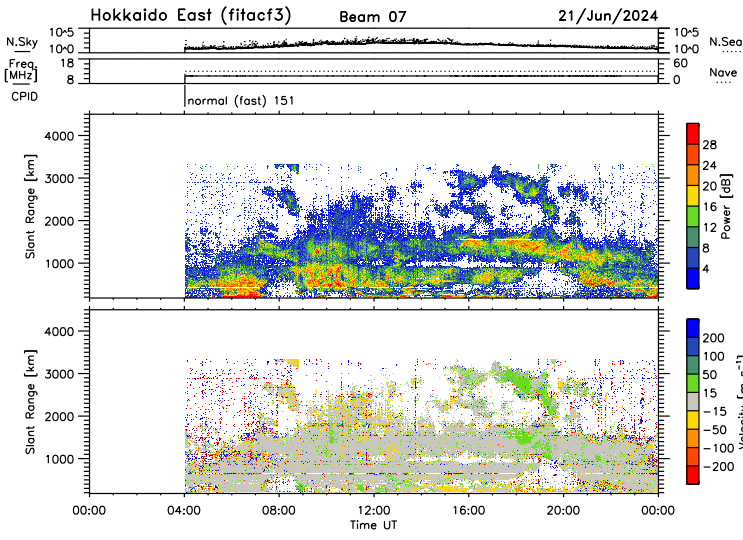 Hokkaido East (fitacf3) Beam 07 21/Jun/2024
N.Sky 10^5 10^0 10^5 10^0 N.Sea
Freq. [MHz] 18 8 60 0 Nave
CPID normal (fast) 151
Slant Range [km] 4000 3000 2000 1000
Power [dB] 28 24 20 16 12 8 4
Slant Range [km] 4000 3000 2000 1000
200 100 50 15 -15 -50 -100 -200
00:00 04:00 08:00 12:00 16:00 20:00 00:00
Time UT